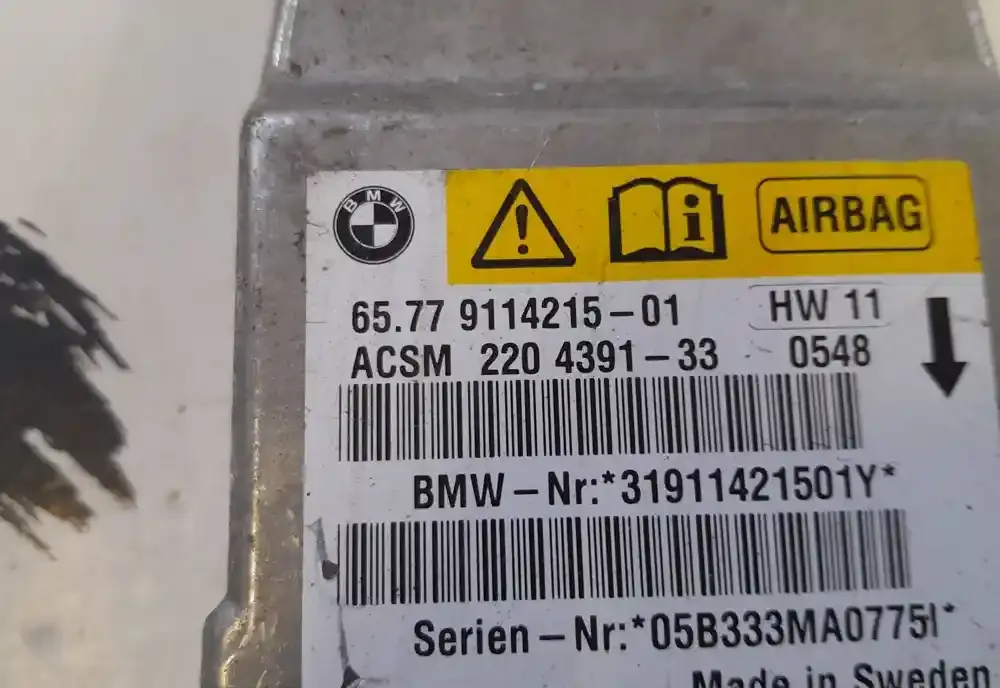 BMW
AIRBAG
65.77 9114215-01 HW 11
ACSM 220 4391-33 0548
BMW-Nr:*31911421501Y*
Serien-Nr:*05B333MA0775I*
Made in Sweden